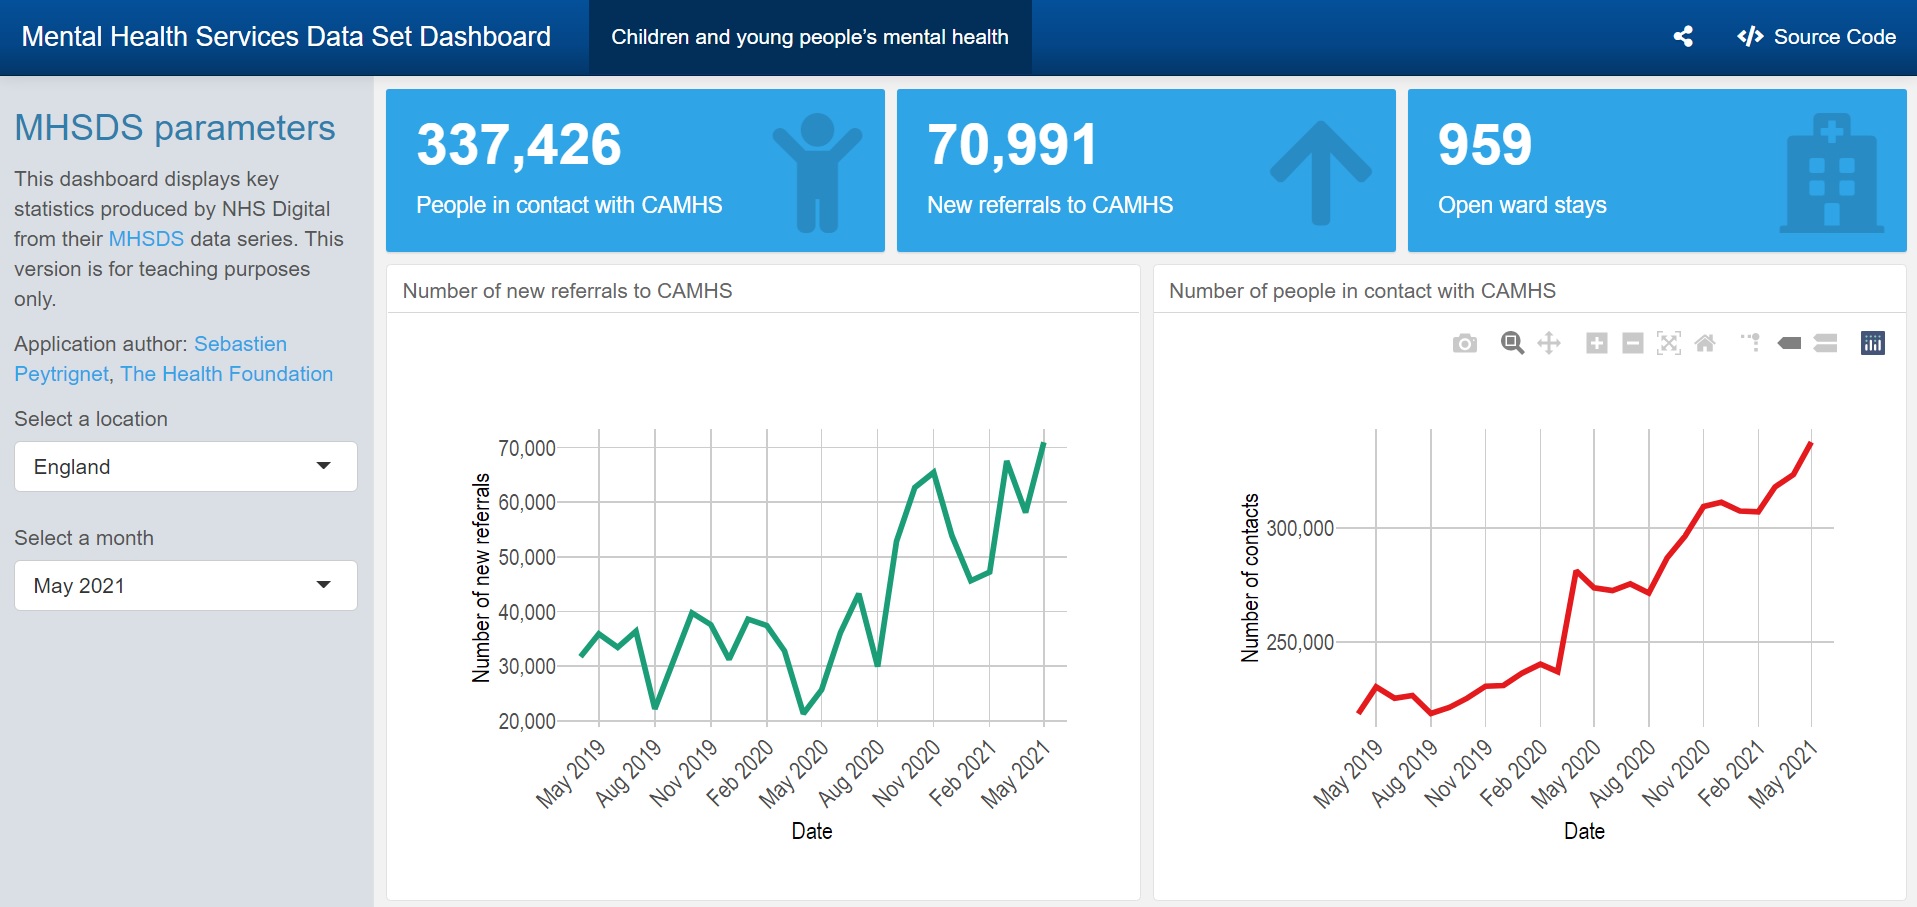 Mental Health Services Data Set Dashboard
Children and young people’s mental health
Source Code
MHSDS parameters
This dashboard displays key
statistics produced by NHS Digital
from their MHSDS data series. This
version is for teaching purposes
only.
Application author: Sebastien
Peytrignet, The Health Foundation
Select a location
England
Select a month
May 2021
337,426
People in contact with CAMHS
70,991
New referrals to CAMHS
959
Open ward stays
Number of new referrals to CAMHS
Number of new referrals
70,000
60,000
50,000
40,000
30,000
20,000
May 2019
Aug 2019
Nov 2019
Feb 2020
May 2020
Aug 2020
Nov 2020
Feb 2021
May 2021
Date
Number of people in contact with CAMHS
Number of contacts
300,000
250,000
May 2019
Aug 2019
Nov 2019
Feb 2020
May 2020
Aug 2020
Nov 2020
Feb 2021
May 2021
Date